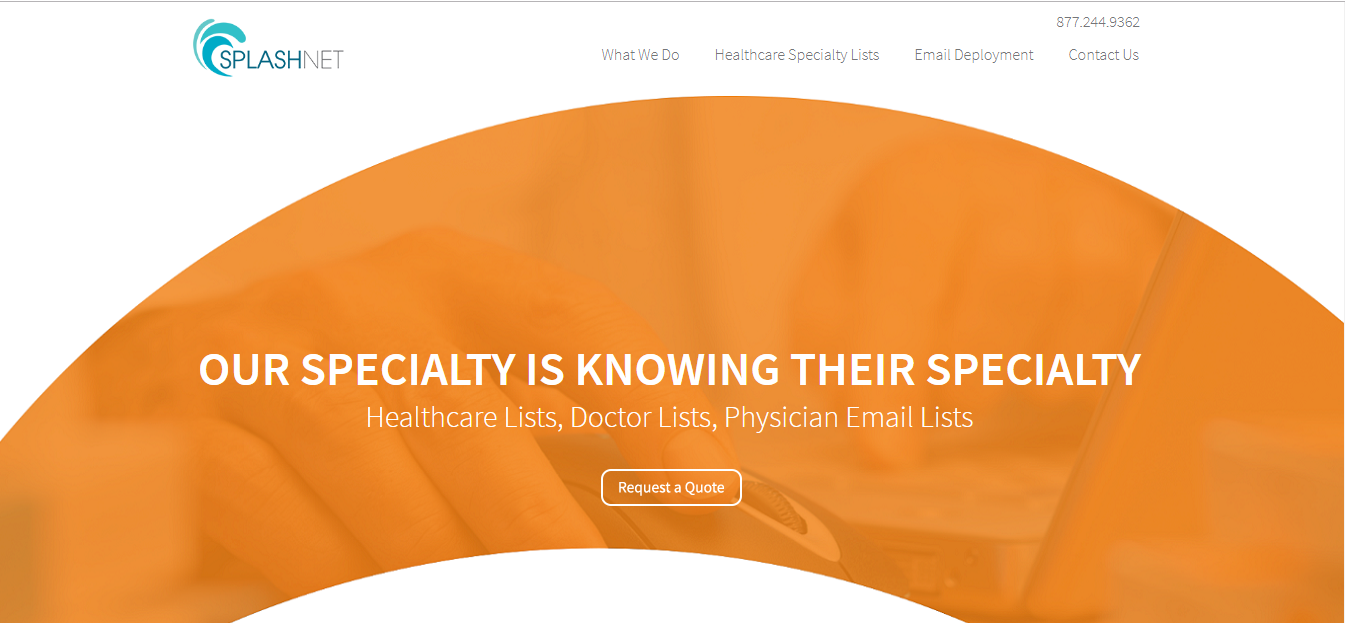 877.244.9362
SPLASHNET
What We Do Healthcare Specialty Lists Email Deployment Contact Us
OUR SPECIALTY IS KNOWING THEIR SPECIALTY
Healthcare Lists, Doctor Lists, Physician Email Lists
Request a Quote